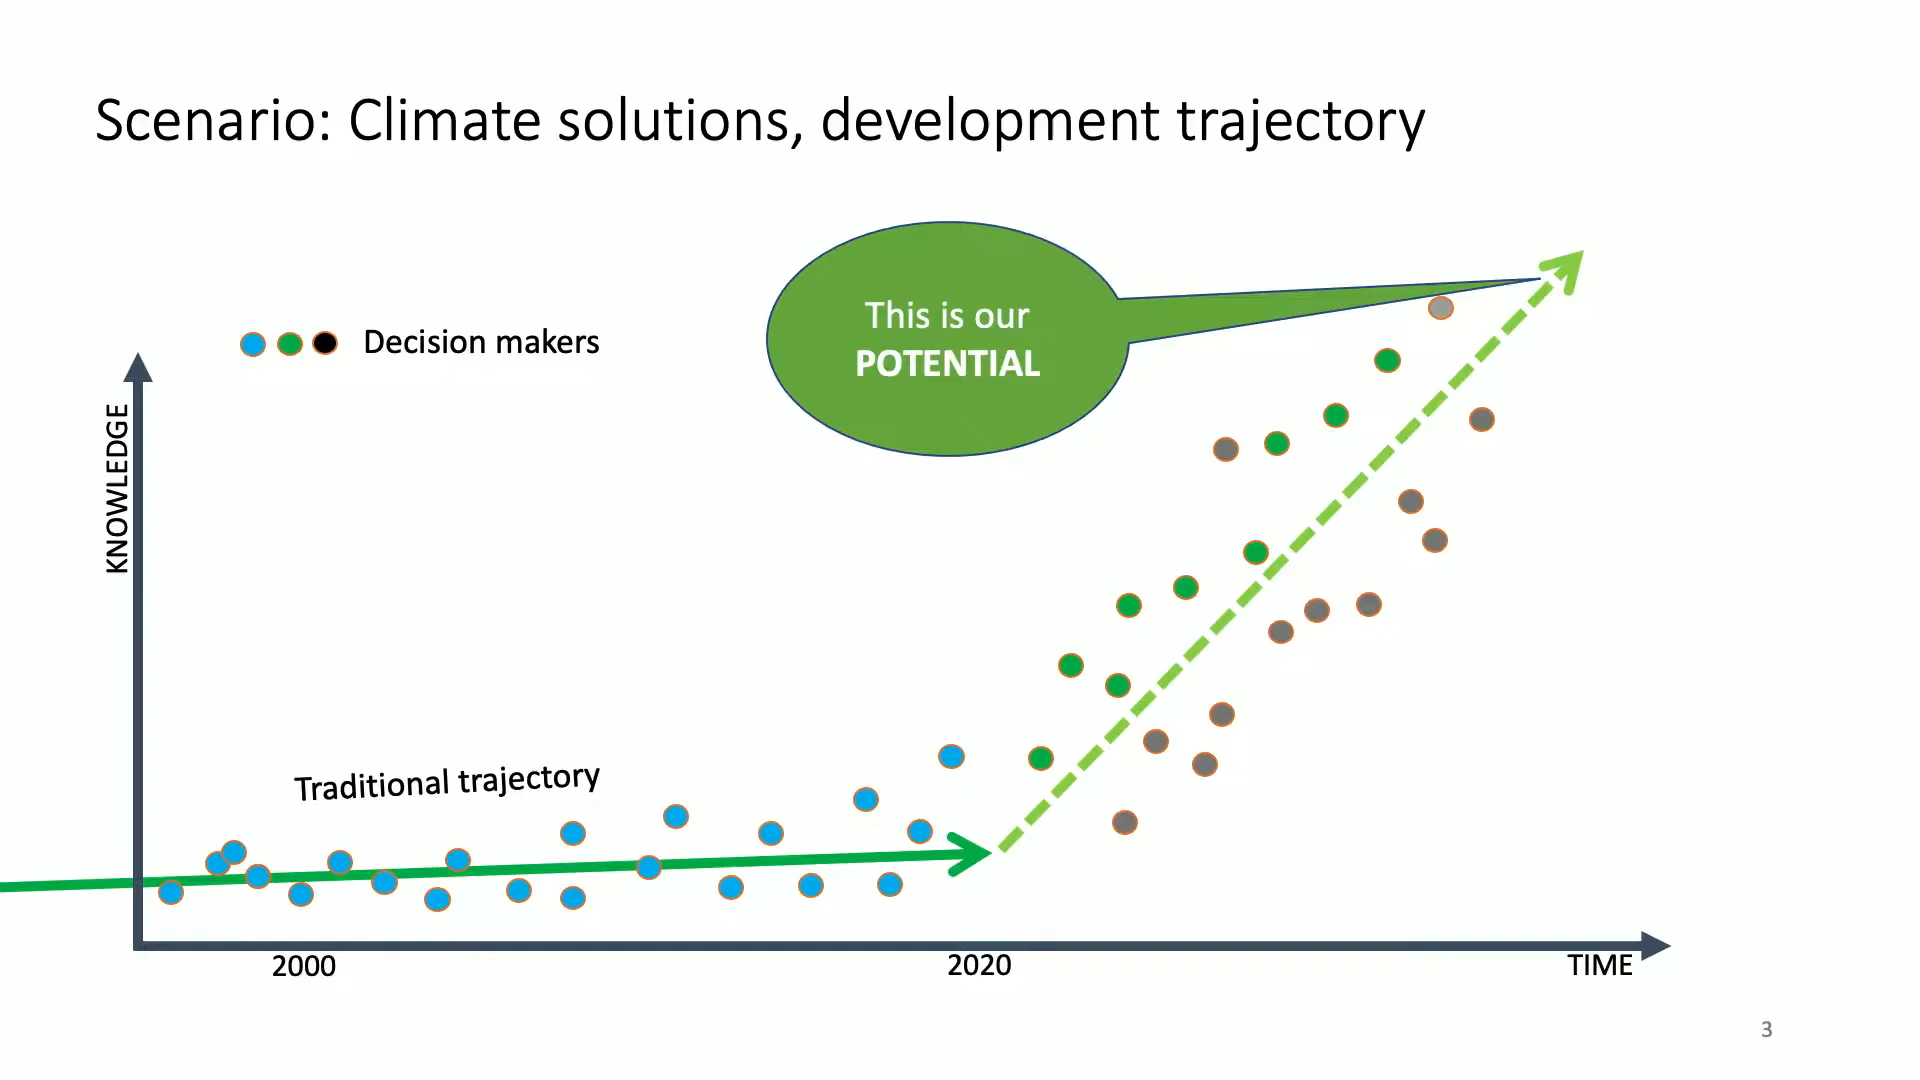 Scenario: Climate solutions, development trajectory
This is our
POTENTIAL
Decision makers
KNOWLEDGE
Traditional trajectory
2000
2020
TIME
3